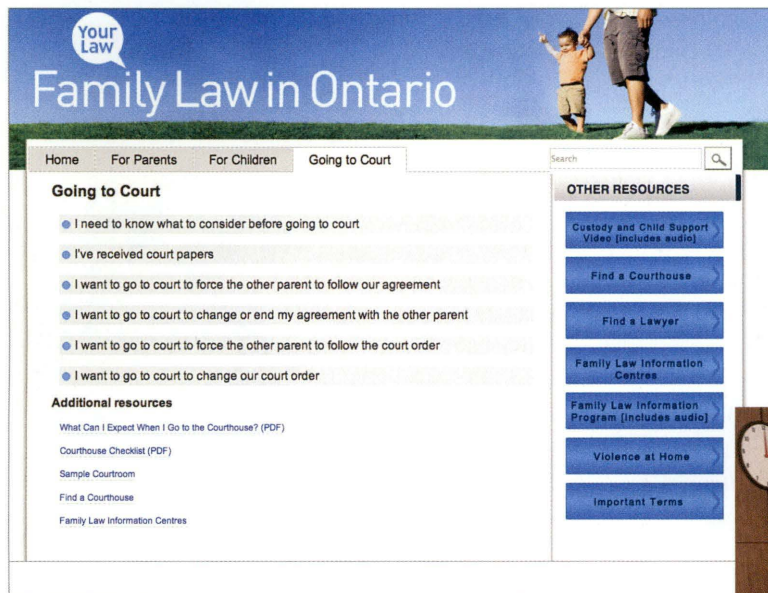 Your
Law
Family Law in Ontario
Home For Parents For Children Going to Court
Search
Going to Court
I need to know what to consider before going to court
I've received court papers
I want to go to court to force the other parent to follow our agreement
I want to go to court to change or end my agreement with the other parent
I want to go to court to force the other parent to follow the court order
I want to go to court to change our court order
Additional resources
What Can I Expect When I Go to the Courthouse? (PDF)
Courthouse Checklist (PDF)
Sample Courtroom
Find a Courthouse
Family Law Information Centres
OTHER RESOURCES
Custody and Child Support
Video [includes audio]
Find a Courthouse
Find a Lawyer
Family Law Information
Centres
Family Law Information
Program [includes audio]
Violence at Home
Important Terms